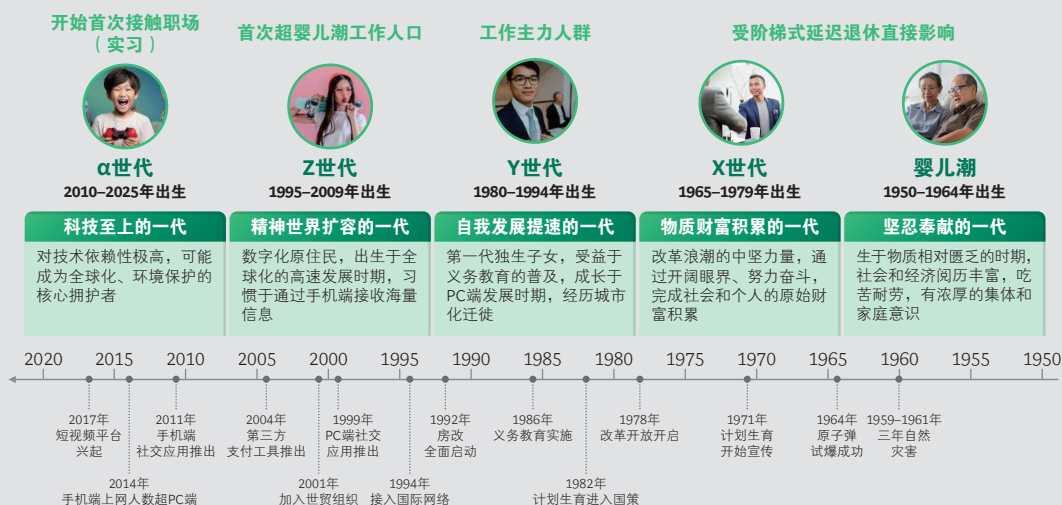 开始首次接触职场
（实习）
首次超婴儿潮工作人口
工作主力人群
受阶梯式延迟退休直接影响
α世代
2010–2025年出生
Z世代
1995–2009年出生
Y世代
1980–1994年出生
X世代
1965–1979年出生
婴儿潮
1950–1964年出生
科技至上的一代
对技术依赖性极高，可能
成为全球化、环境保护的
核心拥护者
精神世界扩容的一代
数字化原住民，出生于全
球化的高速发展时期，习
惯于通过手机端接收海量
信息
自我发展提速的一代
第一代独生子女，受益于
义务教育的普及，成长于
PC端发展时期，经历城市
化迁徙
物质财富积累的一代
改革浪潮的中坚力量，通
过开阔眼界、努力奋斗，
完成社会和个人的原始财
富积累
坚忍奉献的一代
生于物质相对匮乏的时期，
社会和经济阅历丰富，吃
苦耐劳，有浓厚的集体和
家庭意识
2020 2015 2010 2005 2000 1995 1990 1985 1980 1975 1970 1965 1960 1955 1950
2017年
短视频平台
兴起
2014年
手机端上网人数超PC端
2011年
手机端
社交应用推出
2004年
第三方
支付工具推出
2001年
加入世贸组织
1999年
PC端社交
应用推出
1994年
接入国际网络
1992年
房改
全面启动
1986年
义务教育实施
1982年
计划生育进入国策
1978年
改革开放开启
1971年
计划生育
开始宣传
1964年
原子弹
试爆成功
1959–1961年
三年自然
灾害